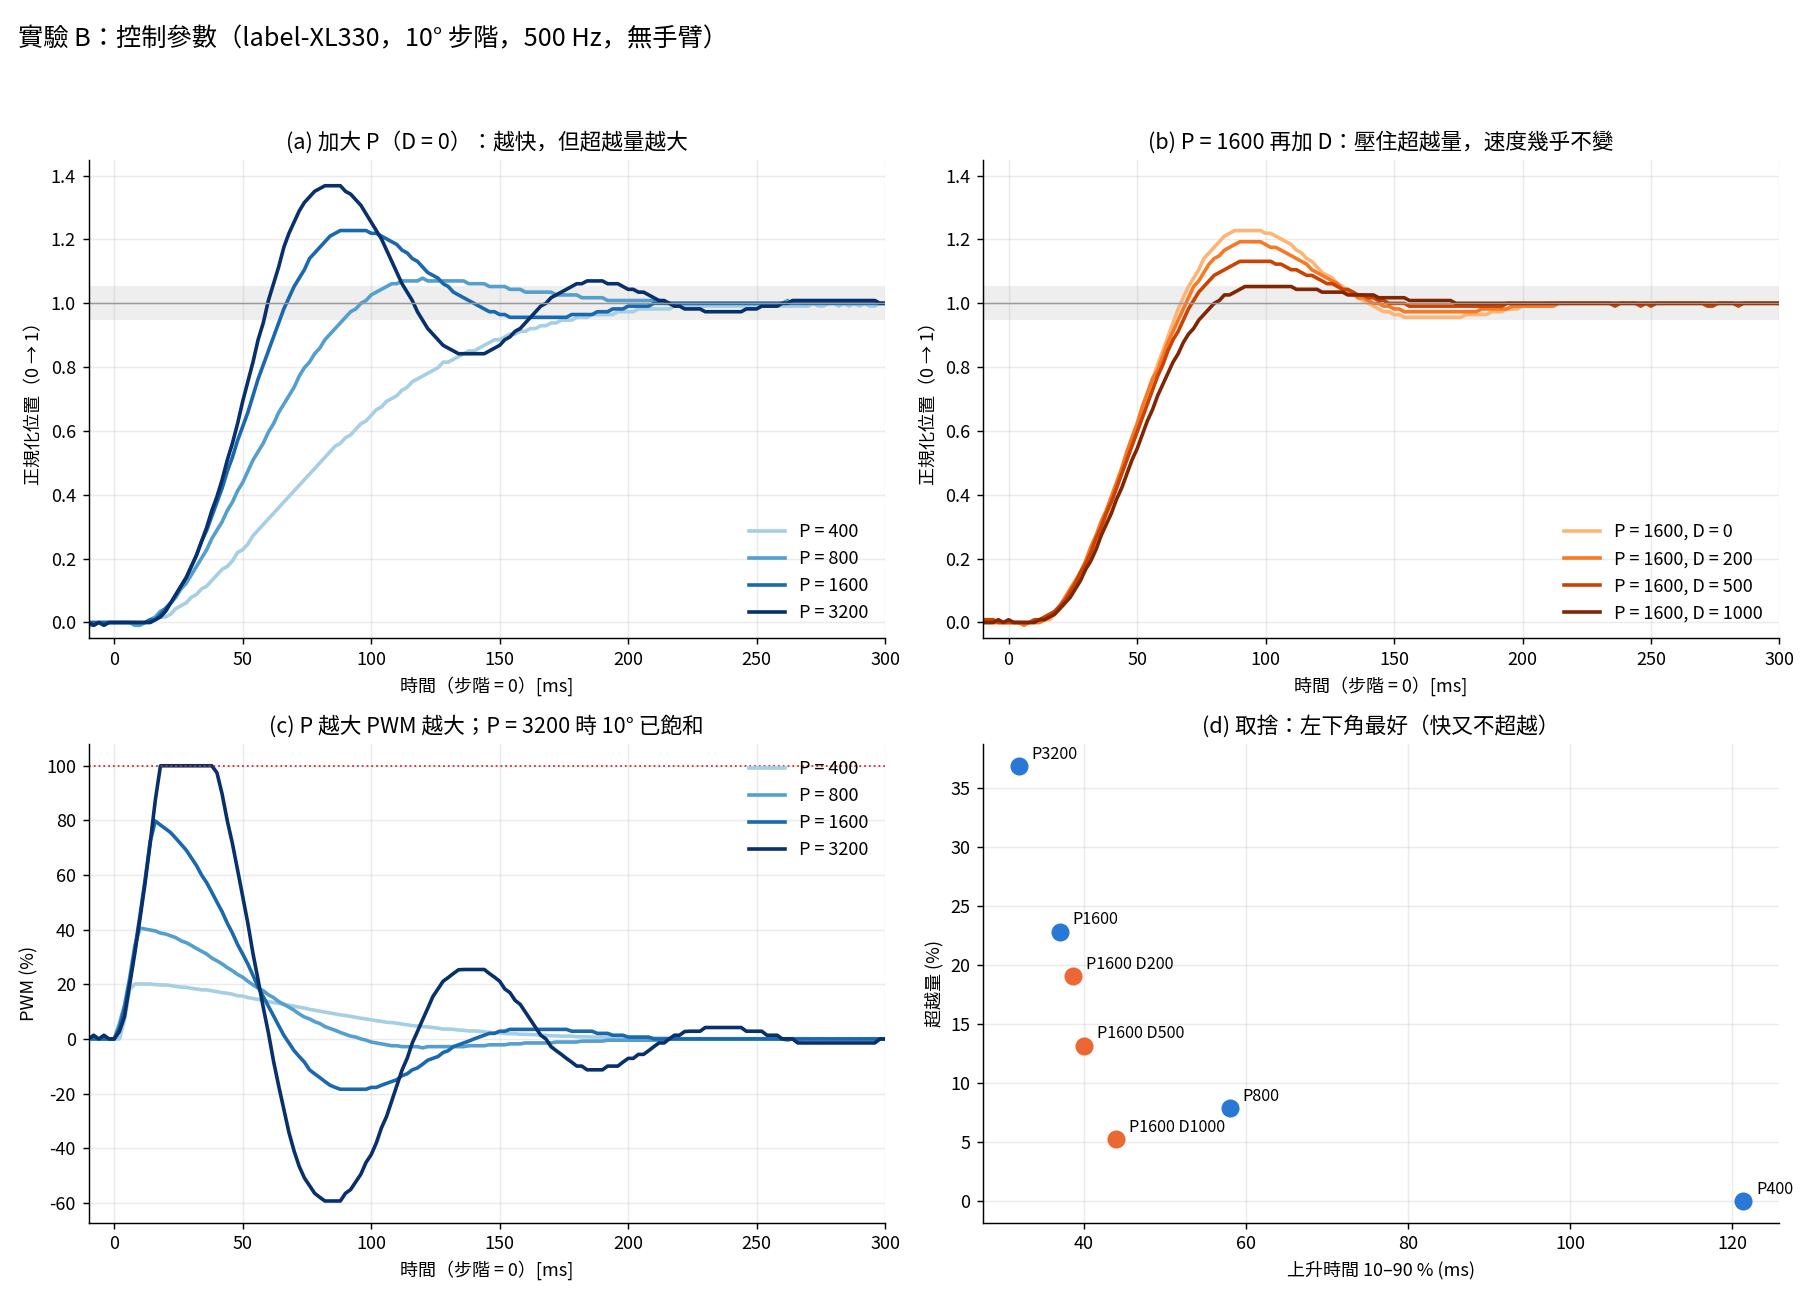 實驗 B：控制參數（label-XL330，10° 步階，500 Hz，無手臂）
(a) 加大 P（D = 0）：越快，但超越量越大
正規化位置（0 → 1）
1.4
1.2
1.0
0.8
0.6
0.4
0.2
0.0
P = 400
P = 800
P = 1600
P = 3200
0 50 100 150 200 250 300
時間（步階 = 0）[ms]
(b) P = 1600 再加 D：壓住超越量，速度幾乎不變
正規化位置（0 → 1）
1.4
1.2
1.0
0.8
0.6
0.4
0.2
0.0
P = 1600, D = 0
P = 1600, D = 200
P = 1600, D = 500
P = 1600, D = 1000
0 50 100 150 200 250 300
時間（步階 = 0）[ms]
(c) P 越大 PWM 越大；P = 3200 時 10° 已飽和
PWM (%)
100
80
60
40
20
0
-20
-40
-60
P = 400
P = 800
P = 1600
P = 3200
0 50 100 150 200 250 300
時間（步階 = 0）[ms]
(d) 取捨：左下角最好（快又不超越）
超越量 (%)
35
30
25
20
15
10
5
0
P3200
P1600
P1600 D200
P1600 D500
P800
P1600 D1000
P400
40 60 80 100 120
上升時間 10–90 % (ms)